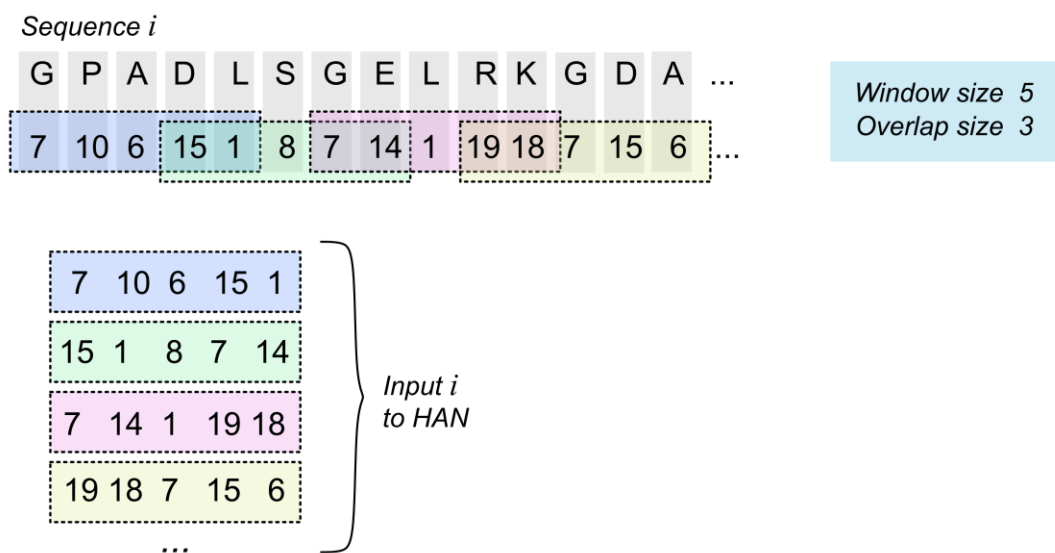 Sequence i
G P A D L S G E L R K G D A ...
7 10 6 15 1 8 7 14 1 19 18 7 15 6 ...
Window size 5
Overlap size 3
7 10 6 15 1
15 1 8 7 14
7 14 1 19 18
19 18 7 15 6
...
Input i
to HAN